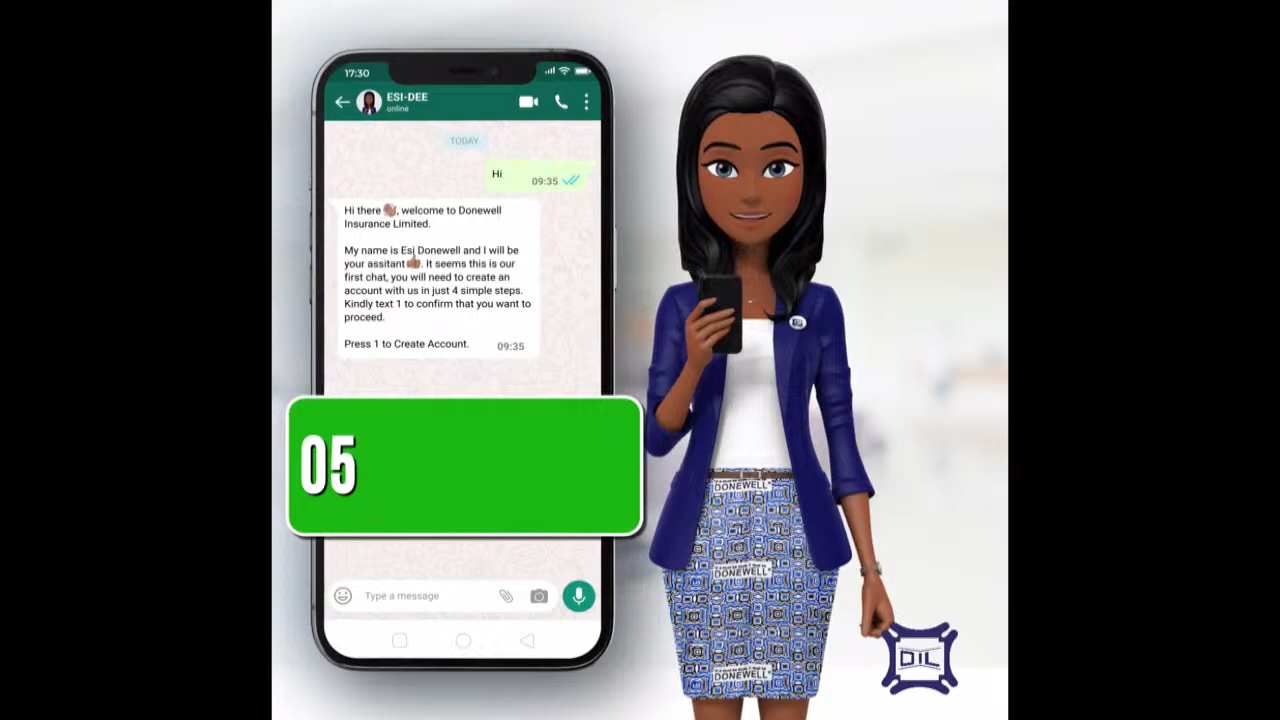 17:30
ESI-DEE
online
TODAY
Hi
09:35
Hi there 👋🏽, welcome to Donewell
Insurance Limited.
My name is Esi Donewell and I will be
your assitant👍🏽. It seems this is our
first chat, you will need to create an
account with us in just 4 simple steps.
Kindly text 1 to confirm that you want to
proceed.
Press 1 to Create Account.
09:35
05
Type a message
DONEWELL
DONEWELL
DONEWELL
DIL